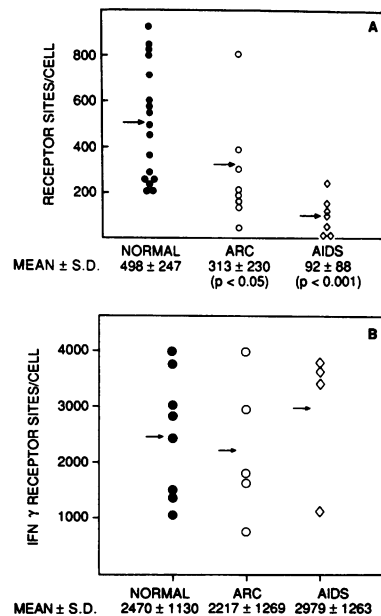 A
RECEPTOR SITES/CELL
800
600
400
200
NORMAL ARC AIDS
MEAN ± S.D. 498 ± 247 313 ± 230 92 ± 88
(p < 0.05) (p < 0.001)
B
IFN γ RECEPTOR SITES/CELL
4000
3000
2000
1000
NORMAL ARC AIDS
MEAN ± S.D. 2470 ± 1130 2217 ± 1269 2979 ± 1263